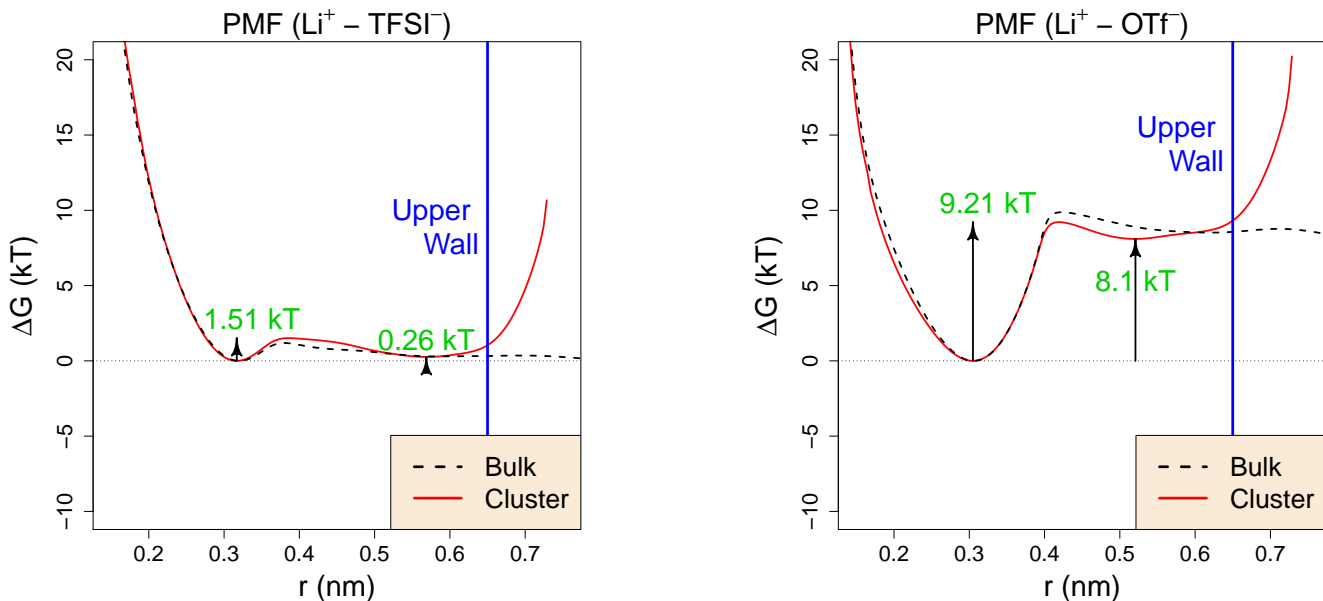 PMF (Li⁺ – TFSI⁻)
ΔG (kT)
20
15
10
5
0
−5
−10
Upper
Wall
1.51 kT
0.26 kT
Bulk
Cluster
0.2 0.3 0.4 0.5 0.6 0.7
r (nm)
PMF (Li⁺ – OTf⁻)
ΔG (kT)
20
15
10
5
0
−5
−10
Upper
Wall
9.21 kT
8.1 kT
Bulk
Cluster
0.2 0.3 0.4 0.5 0.6 0.7
r (nm)